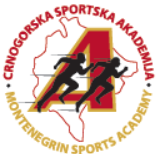 • CRNOGORSKA SPORTSKA AKADEMIJA •
MONTENEGRIN SPORTS ACADEMY
A